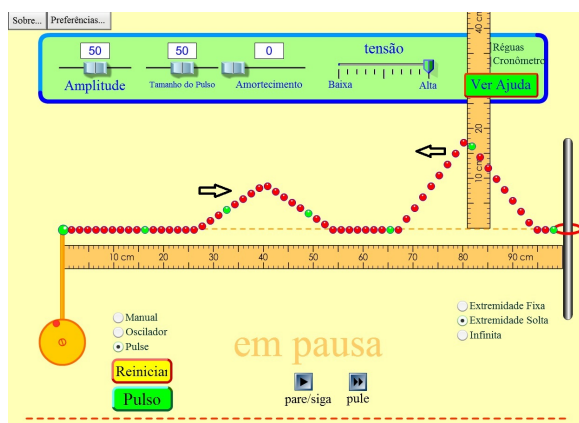 Sobre... Preferências...
50 50 0 tensão
Réguas
Cronômetro
Amplitude Tamanho do Pulso Amortecimento Baixa Alta
Ver Ajuda
40 cm
20
10 cm
10 cm 20 30 40 50 60 70 80 90 cm
Manual
Oscilador
Pulse
Extremidade Fixa
Extremidade Solta
Infinita
em pausa
Reiniciar
Pulso
pare/siga pule